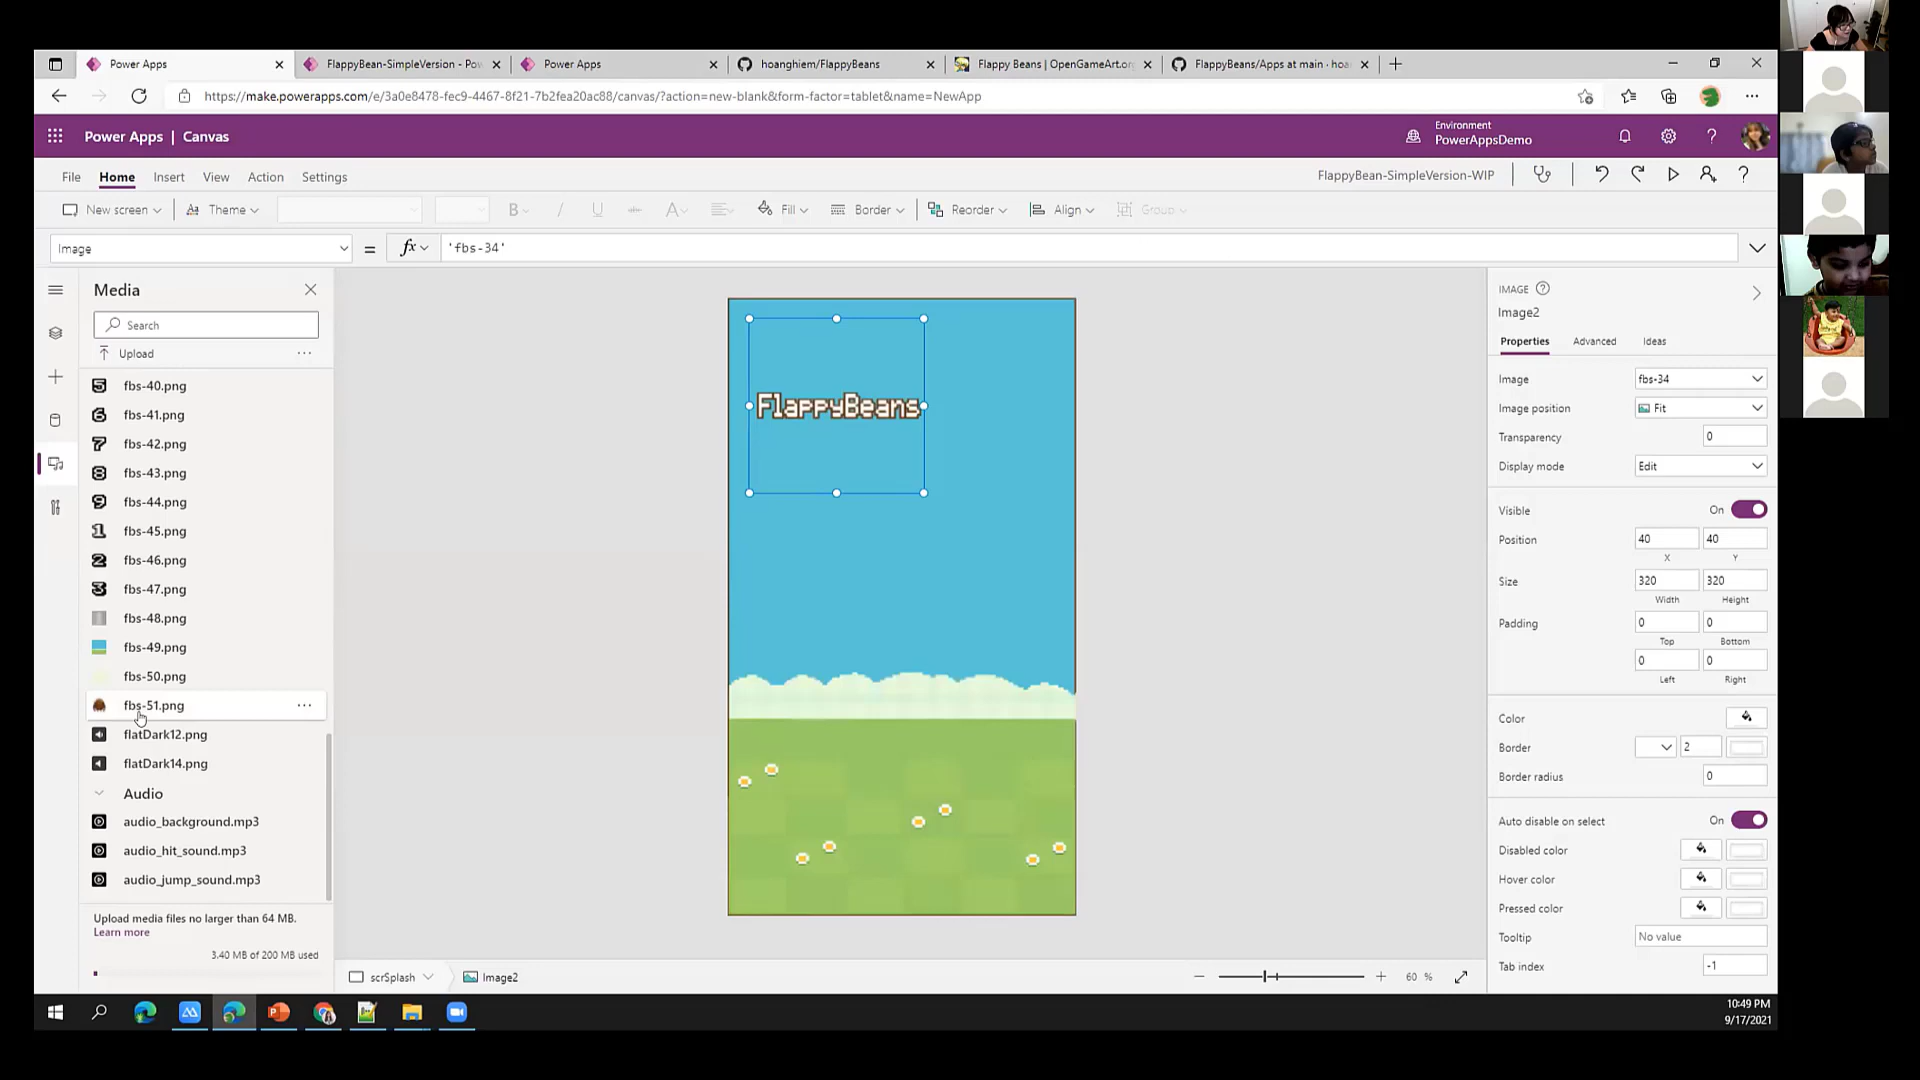 Power Apps
FlappyBean-SimpleVersion - Pow
Power Apps
hoanghiem/FlappyBeans
Flappy Beans | OpenGameArt.org
FlappyBeans/Apps at main · hoan
https://make.powerapps.com/e/3a0e8478-fec9-4467-8f21-7b2fea20ac88/canvas/?action=new-blank&form-factor=tablet&name=NewApp
Power Apps | Canvas
Environment
PowerAppsDemo
File Home Insert View Action Settings
FlappyBean-SimpleVersion-WIP
New screen Theme B / U A Fill Border Reorder Align Group
Image = fx 'fbs-34'
Media
Search
Upload
fbs-40.png
fbs-41.png
fbs-42.png
fbs-43.png
fbs-44.png
fbs-45.png
fbs-46.png
fbs-47.png
fbs-48.png
fbs-49.png
fbs-50.png
fbs-51.png
flatDark12.png
flatDark14.png
Audio
audio_background.mp3
audio_hit_sound.mp3
audio_jump_sound.mp3
Upload media files no larger than 64 MB.
Learn more
3.40 MB of 200 MB used
FlappyBeans
scrSplash Image2
60 %
IMAGE
Image2
Properties Advanced Ideas
Image fbs-34
Image position Fit
Transparency 0
Display mode Edit
Visible On
Position 40 40
X Y
Size 320 320
Width Height
Padding 0 0
Top Bottom
0 0
Left Right
Color
Border 2
Border radius 0
Auto disable on select On
Disabled color
Hover color
Pressed color
Tooltip No value
Tab index -1
10:49 PM
9/17/2021